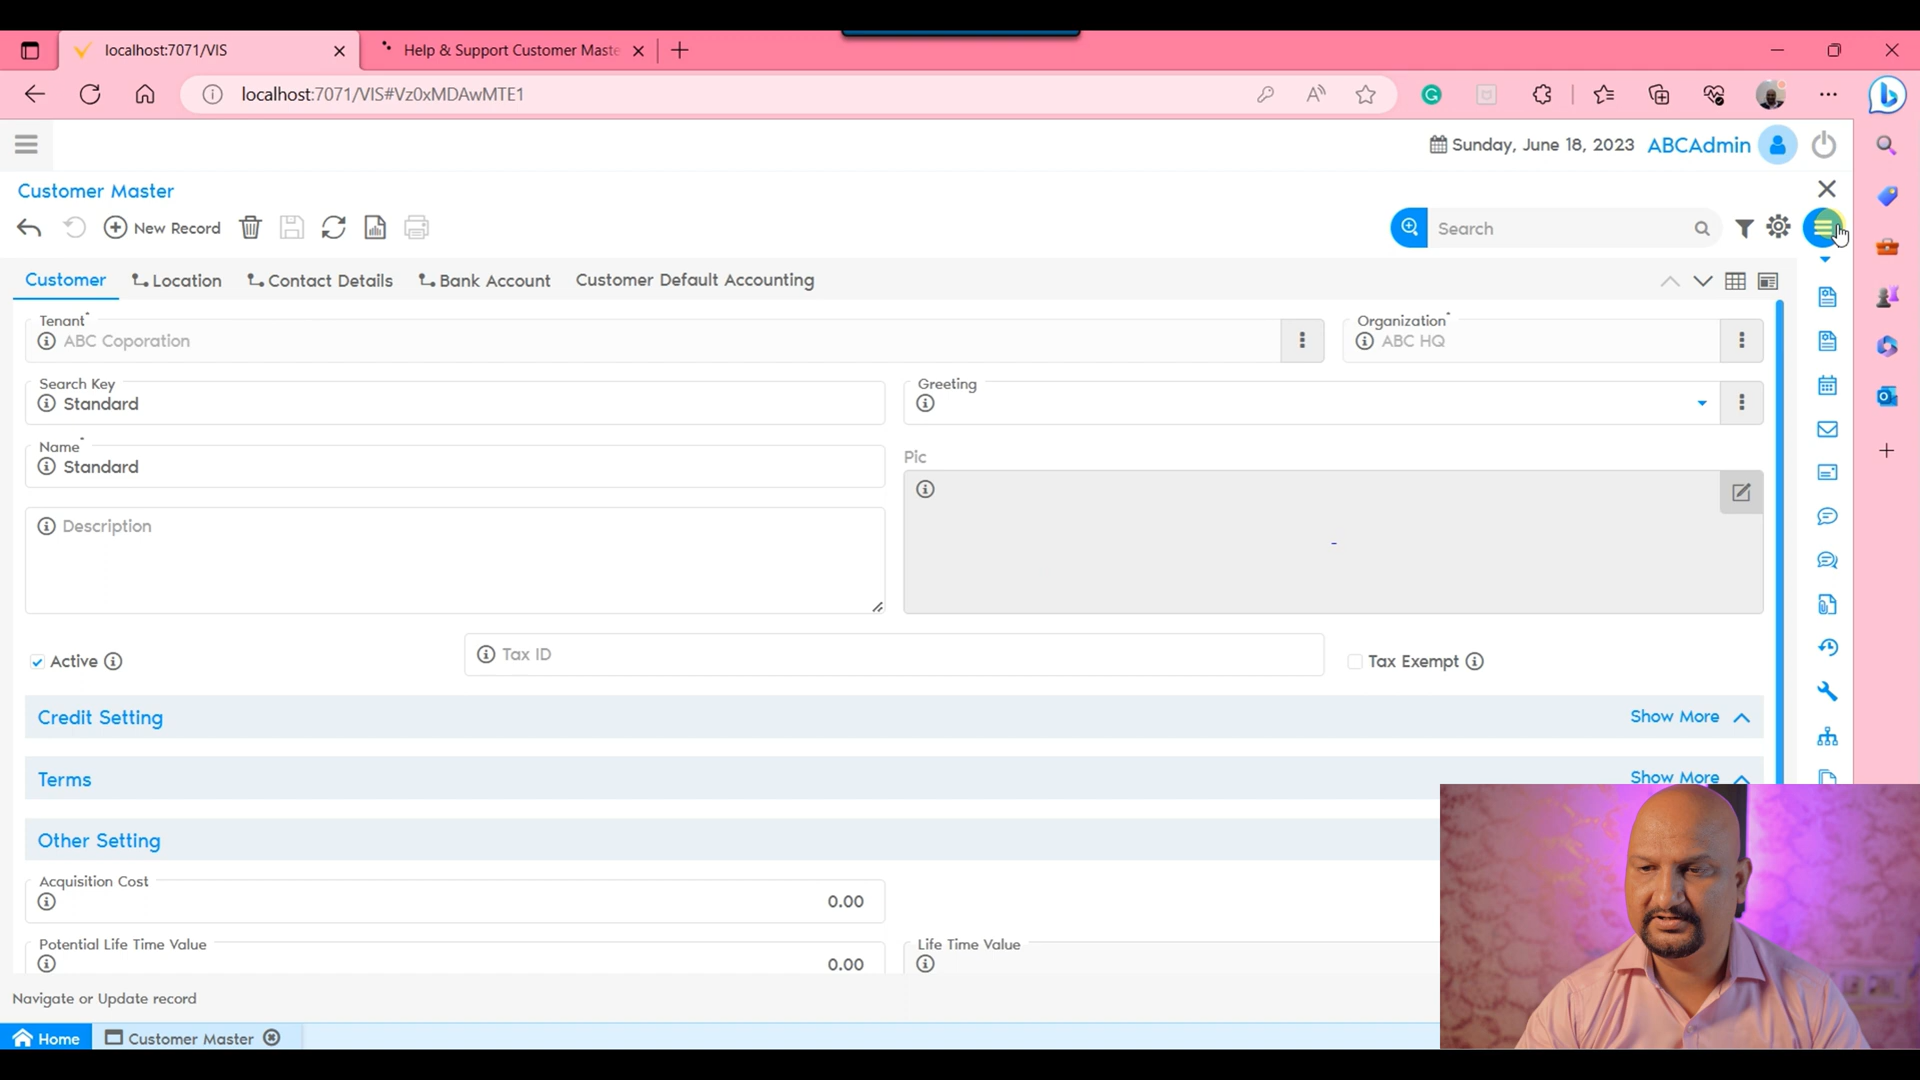 localhost:7071/VIS
Help & Support Customer Maste
localhost:7071/VIS#Vz0xMDAwMTE1
Sunday, June 18, 2023 ABCAdmin
Customer Master
New Record
Search
Customer Location Contact Details Bank Account Customer Default Accounting
Tenant*
ABC Coporation
Organization*
ABC HQ
Search Key
Standard
Greeting
Name*
Standard
Pic
Description
-
Active
Tax ID
Tax Exempt
Credit Setting Show More
Terms Show More
Other Setting
Acquisition Cost
0.00
Potential Life Time Value
0.00
Life Time Value
Navigate or Update record
Home Customer Master